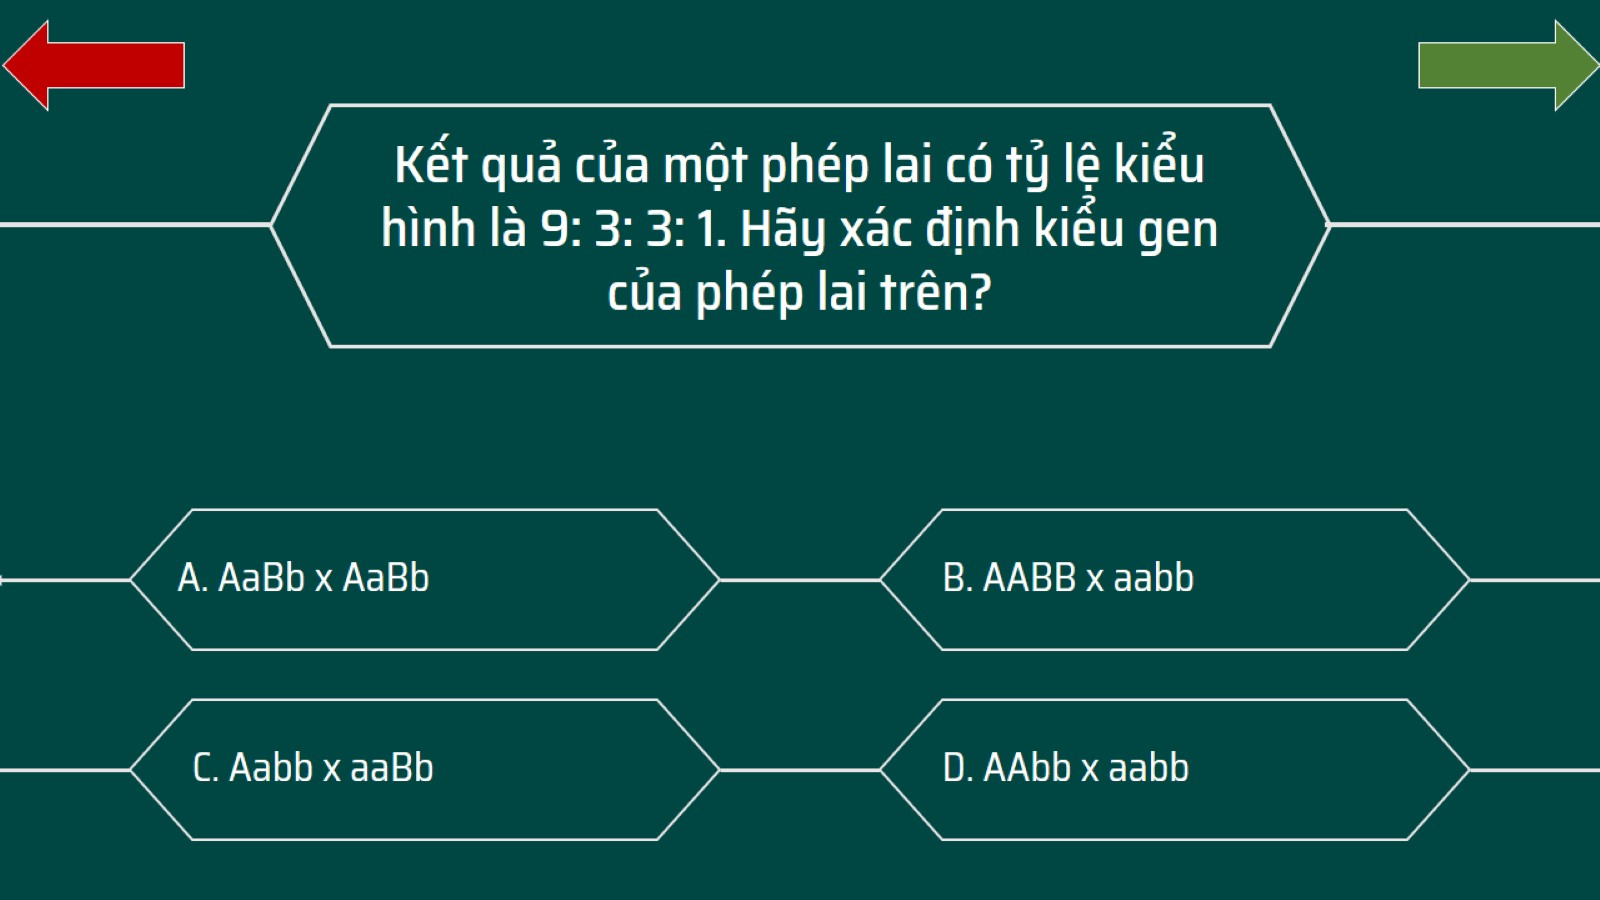 Kết quả của một phép lai có tỷ lệ kiểu
hình là 9: 3: 3: 1. Hãy xác định kiểu gen
của phép lai trên?
A. AaBb x AaBb
B. AABB x aabb
C. Aabb x aaBb
D. AAbb x aabb